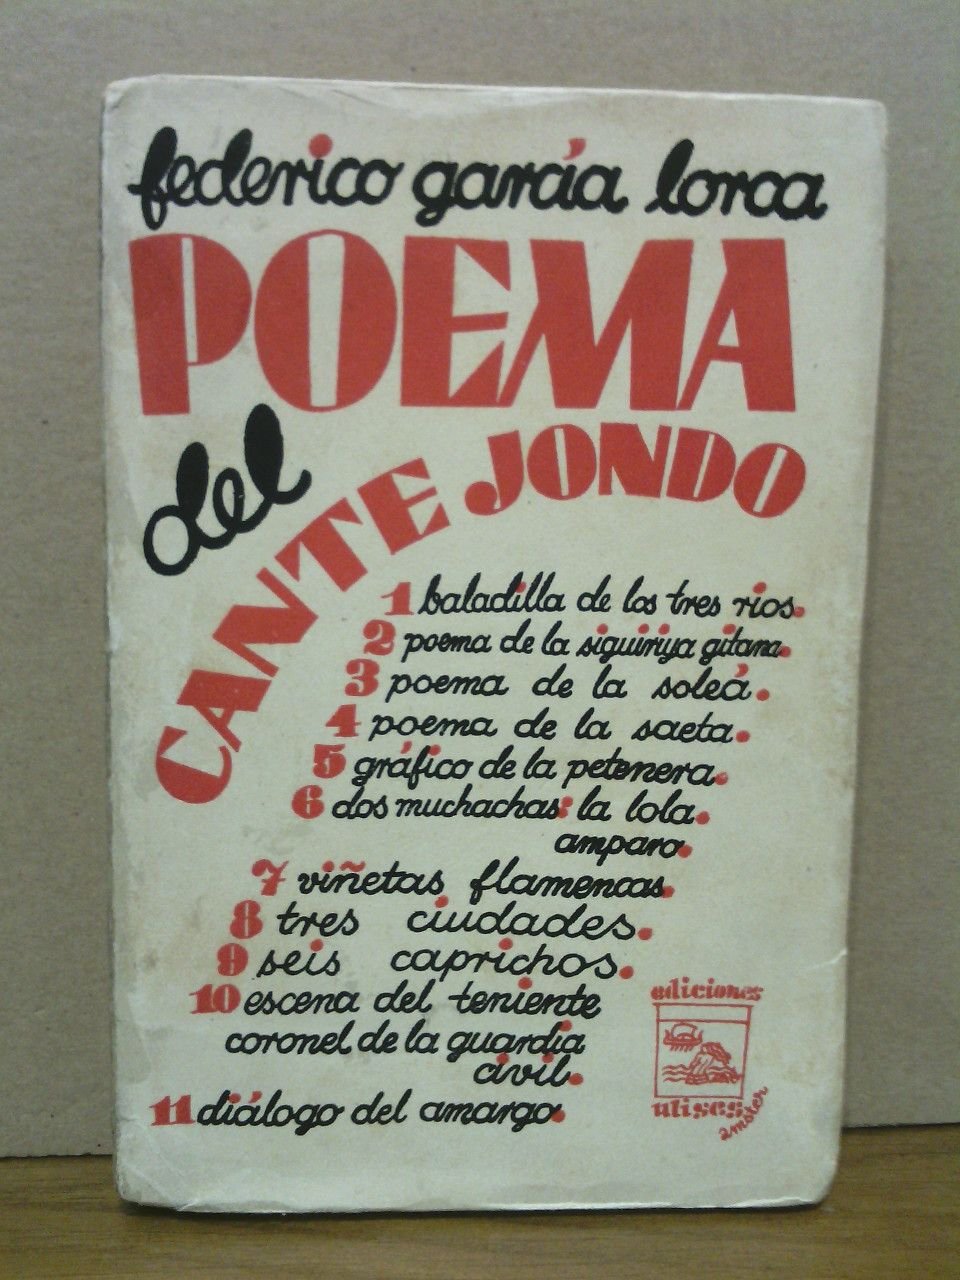 federico garcía lorca
POEMA
del
CANTE JONDO
1 baladilla de los tres rios.
2 poema de la siguiriya gitana.
3 poema de la soleá.
4 poema de la saeta.
5 gráfico de la petenera.
6 dos muchachas: la lola.
amparo.
7 viñetas flamencas.
8 tres ciudades.
9 seis caprichos.
10 escena del teniente
coronel de la guardia
civil.
11 diálogo del amargo.
ediciones
ulises
amster